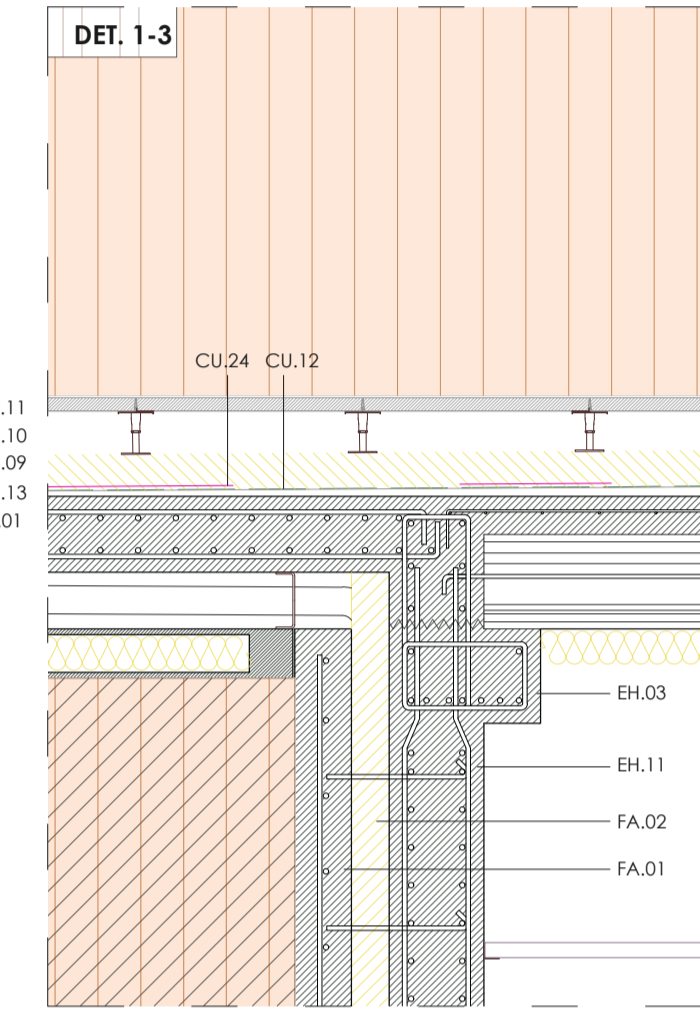 DET. 1-3
CU.24 CU.12
.11
.10
.09
.13
.01
EH.03
EH.11
FA.02
FA.01